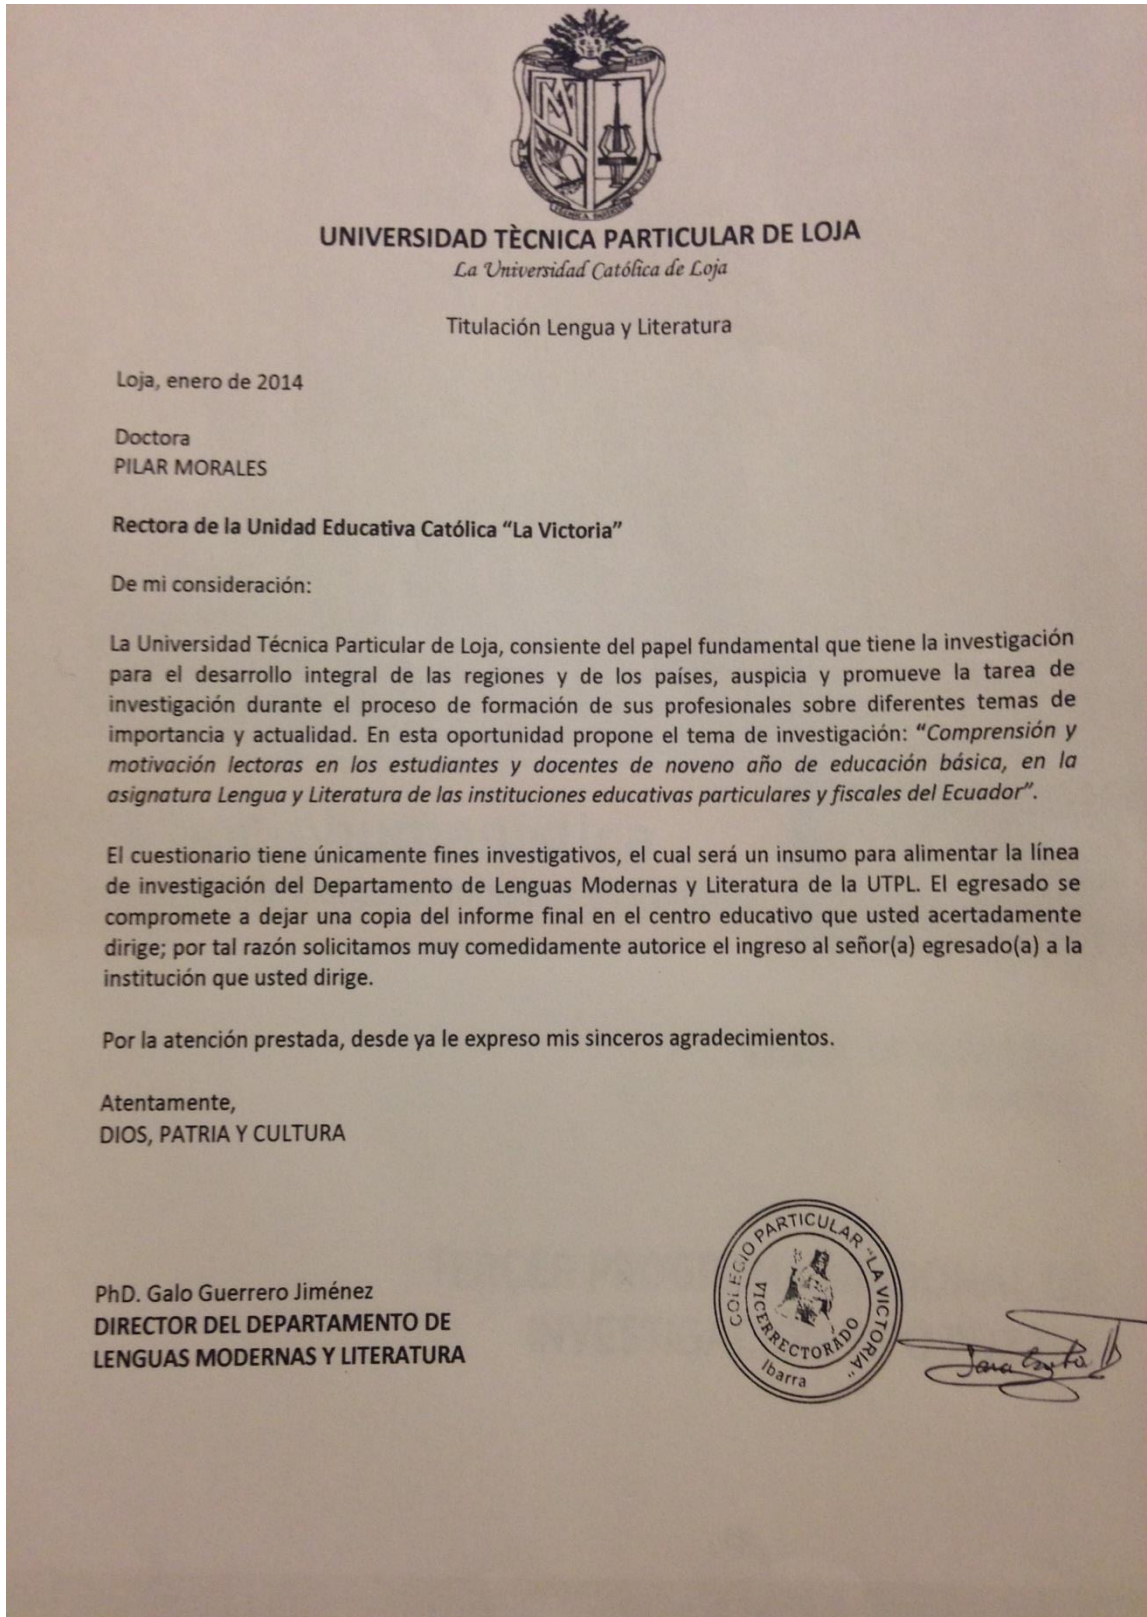 UNIVERSIDAD TÈCNICA PARTICULAR DE LOJA
La Universidad Católica de Loja
Titulación Lengua y Literatura
Loja, enero de 2014
Doctora
PILAR MORALES
Rectora de la Unidad Educativa Católica “La Victoria”
De mi consideración:
La Universidad Técnica Particular de Loja, consiente del papel fundamental que tiene la investigación
para el desarrollo integral de las regiones y de los países, auspicia y promueve la tarea de
investigación durante el proceso de formación de sus profesionales sobre diferentes temas de
importancia y actualidad. En esta oportunidad propone el tema de investigación: “Comprensión y
motivación lectoras en los estudiantes y docentes de noveno año de educación básica, en la
asignatura Lengua y Literatura de las instituciones educativas particulares y fiscales del Ecuador”.
El cuestionario tiene únicamente fines investigativos, el cual será un insumo para alimentar la línea
de investigación del Departamento de Lenguas Modernas y Literatura de la UTPL. El egresado se
compromete a dejar una copia del informe final en el centro educativo que usted acertadamente
dirige; por tal razón solicitamos muy comedidamente autorice el ingreso al señor(a) egresado(a) a la
institución que usted dirige.
Por la atención prestada, desde ya le expreso mis sinceros agradecimientos.
Atentamente,
DIOS, PATRIA Y CULTURA
PhD. Galo Guerrero Jiménez
DIRECTOR DEL DEPARTAMENTO DE
LENGUAS MODERNAS Y LITERATURA
COLEGIO PARTICULAR "LA VICTORIA"
VICERRECTORADO
Ibarra